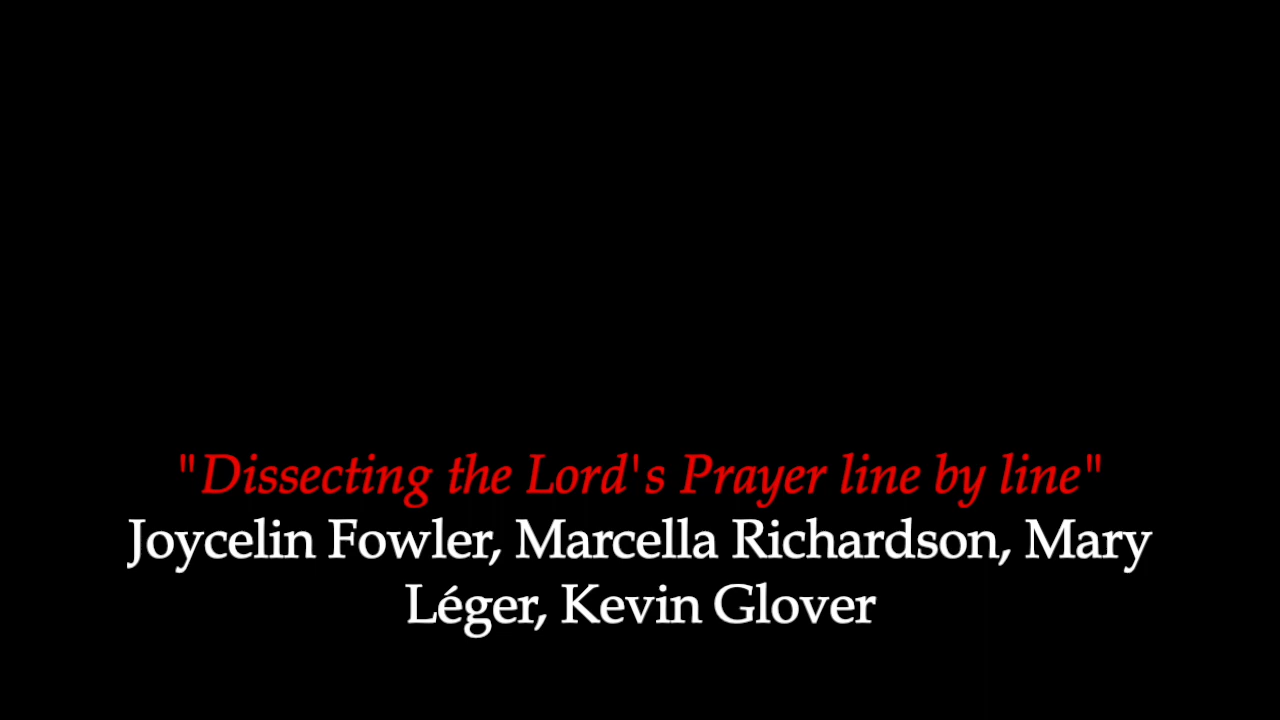 "Dissecting the Lord's Prayer line by line"
Joycelin Fowler, Marcella Richardson, Mary
Léger, Kevin Glover